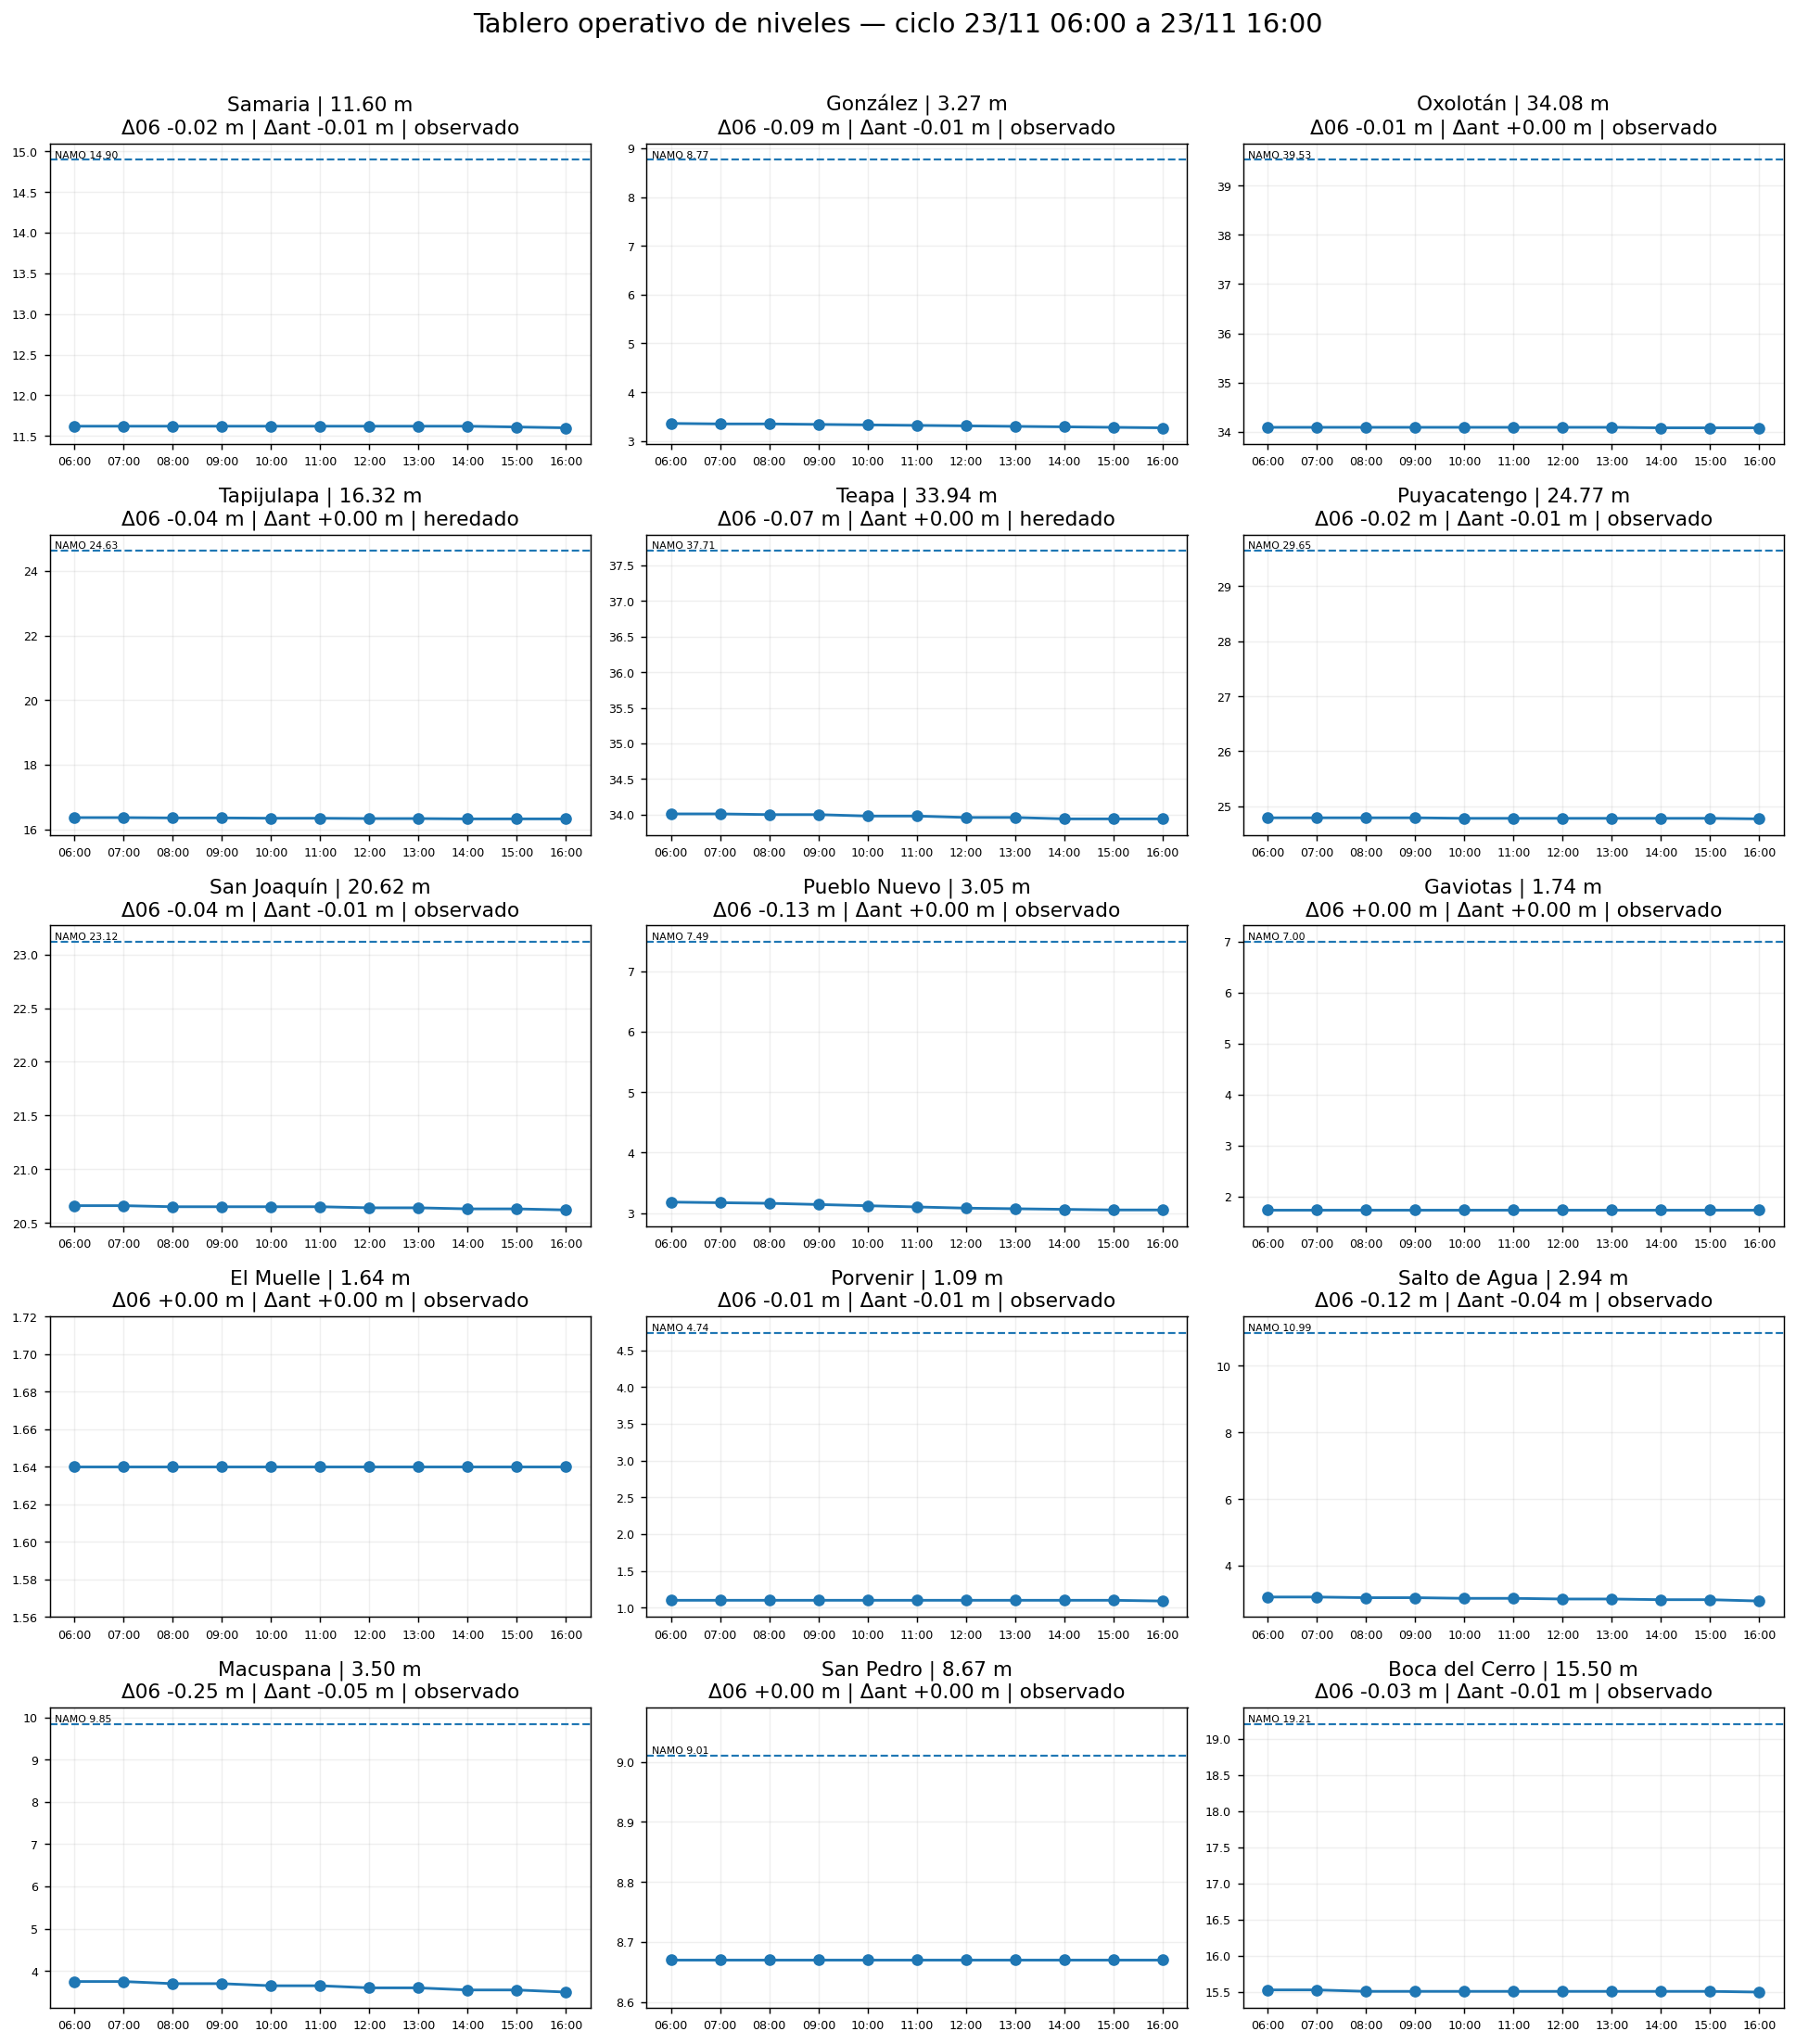 Tablero operativo de niveles — ciclo 23/11 06:00 a 23/11 16:00
Samaria | 11.60 m
Δ06 -0.02 m | Δant -0.01 m | observado
NAMO 14.90
15.0
14.5
14.0
13.5
13.0
12.5
12.0
11.5
06:00 07:00 08:00 09:00 10:00 11:00 12:00 13:00 14:00 15:00 16:00
González | 3.27 m
Δ06 -0.09 m | Δant -0.01 m | observado
NAMO 8.77
9
8
7
6
5
4
3
06:00 07:00 08:00 09:00 10:00 11:00 12:00 13:00 14:00 15:00 16:00
Oxolotán | 34.08 m
Δ06 -0.01 m | Δant +0.00 m | observado
NAMO 39.53
39
38
37
36
35
34
06:00 07:00 08:00 09:00 10:00 11:00 12:00 13:00 14:00 15:00 16:00
Tapijulapa | 16.32 m
Δ06 -0.04 m | Δant +0.00 m | heredado
NAMO 24.63
24
22
20
18
16
06:00 07:00 08:00 09:00 10:00 11:00 12:00 13:00 14:00 15:00 16:00
Teapa | 33.94 m
Δ06 -0.07 m | Δant +0.00 m | heredado
NAMO 37.71
37.5
37.0
36.5
36.0
35.5
35.0
34.5
34.0
06:00 07:00 08:00 09:00 10:00 11:00 12:00 13:00 14:00 15:00 16:00
Puyacatengo | 24.77 m
Δ06 -0.02 m | Δant -0.01 m | observado
NAMO 29.65
29
28
27
26
25
06:00 07:00 08:00 09:00 10:00 11:00 12:00 13:00 14:00 15:00 16:00
San Joaquín | 20.62 m
Δ06 -0.04 m | Δant -0.01 m | observado
NAMO 23.12
23.0
22.5
22.0
21.5
21.0
20.5
06:00 07:00 08:00 09:00 10:00 11:00 12:00 13:00 14:00 15:00 16:00
Pueblo Nuevo | 3.05 m
Δ06 -0.13 m | Δant +0.00 m | observado
NAMO 7.49
7
6
5
4
3
06:00 07:00 08:00 09:00 10:00 11:00 12:00 13:00 14:00 15:00 16:00
Gaviotas | 1.74 m
Δ06 +0.00 m | Δant +0.00 m | observado
NAMO 7.00
7
6
5
4
3
2
06:00 07:00 08:00 09:00 10:00 11:00 12:00 13:00 14:00 15:00 16:00
El Muelle | 1.64 m
Δ06 +0.00 m | Δant +0.00 m | observado
1.72
1.70
1.68
1.66
1.64
1.62
1.60
1.58
1.56
06:00 07:00 08:00 09:00 10:00 11:00 12:00 13:00 14:00 15:00 16:00
Porvenir | 1.09 m
Δ06 -0.01 m | Δant -0.01 m | observado
NAMO 4.74
4.5
4.0
3.5
3.0
2.5
2.0
1.5
1.0
06:00 07:00 08:00 09:00 10:00 11:00 12:00 13:00 14:00 15:00 16:00
Salto de Agua | 2.94 m
Δ06 -0.12 m | Δant -0.04 m | observado
NAMO 10.99
10
8
6
4
06:00 07:00 08:00 09:00 10:00 11:00 12:00 13:00 14:00 15:00 16:00
Macuspana | 3.50 m
Δ06 -0.25 m | Δant -0.05 m | observado
NAMO 9.85
10
9
8
7
6
5
4
06:00 07:00 08:00 09:00 10:00 11:00 12:00 13:00 14:00 15:00 16:00
San Pedro | 8.67 m
Δ06 +0.00 m | Δant +0.00 m | observado
NAMO 9.01
9.0
8.9
8.8
8.7
8.6
06:00 07:00 08:00 09:00 10:00 11:00 12:00 13:00 14:00 15:00 16:00
Boca del Cerro | 15.50 m
Δ06 -0.03 m | Δant -0.01 m | observado
NAMO 19.21
19.0
18.5
18.0
17.5
17.0
16.5
16.0
15.5
06:00 07:00 08:00 09:00 10:00 11:00 12:00 13:00 14:00 15:00 16:00